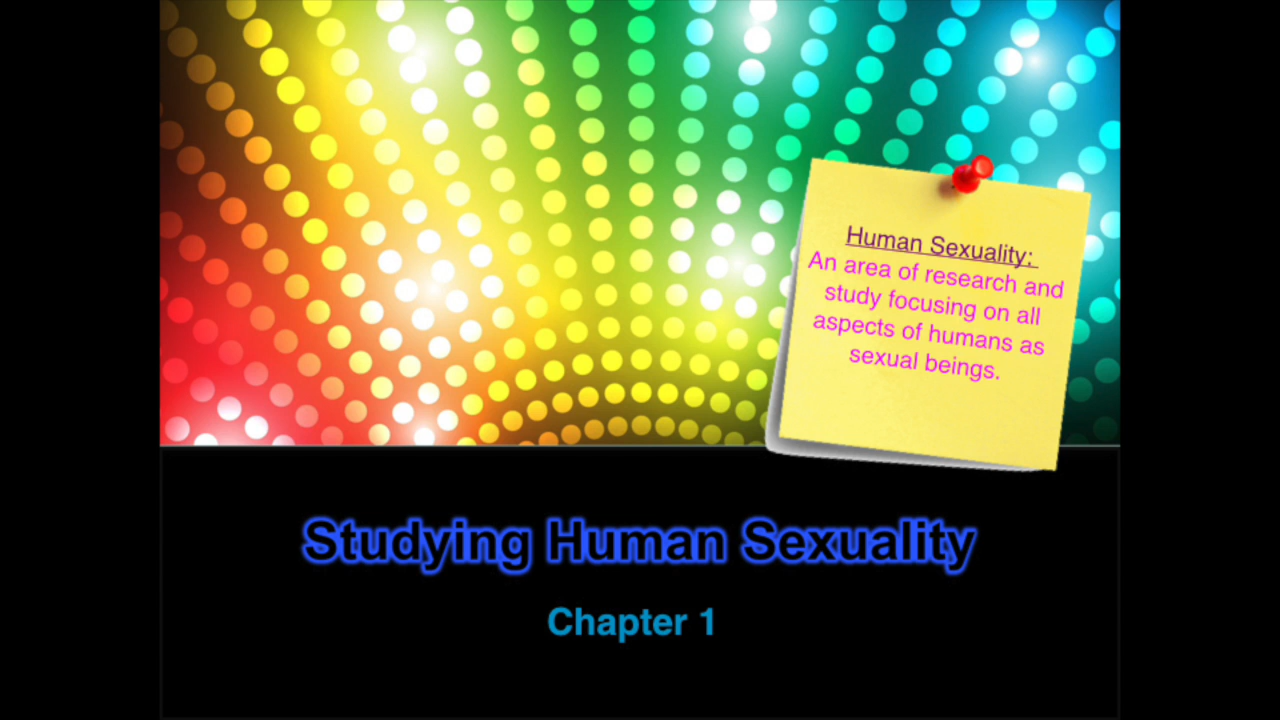 Human Sexuality:
An area of research and
study focusing on all
aspects of humans as
sexual beings.
Studying Human Sexuality
Chapter 1